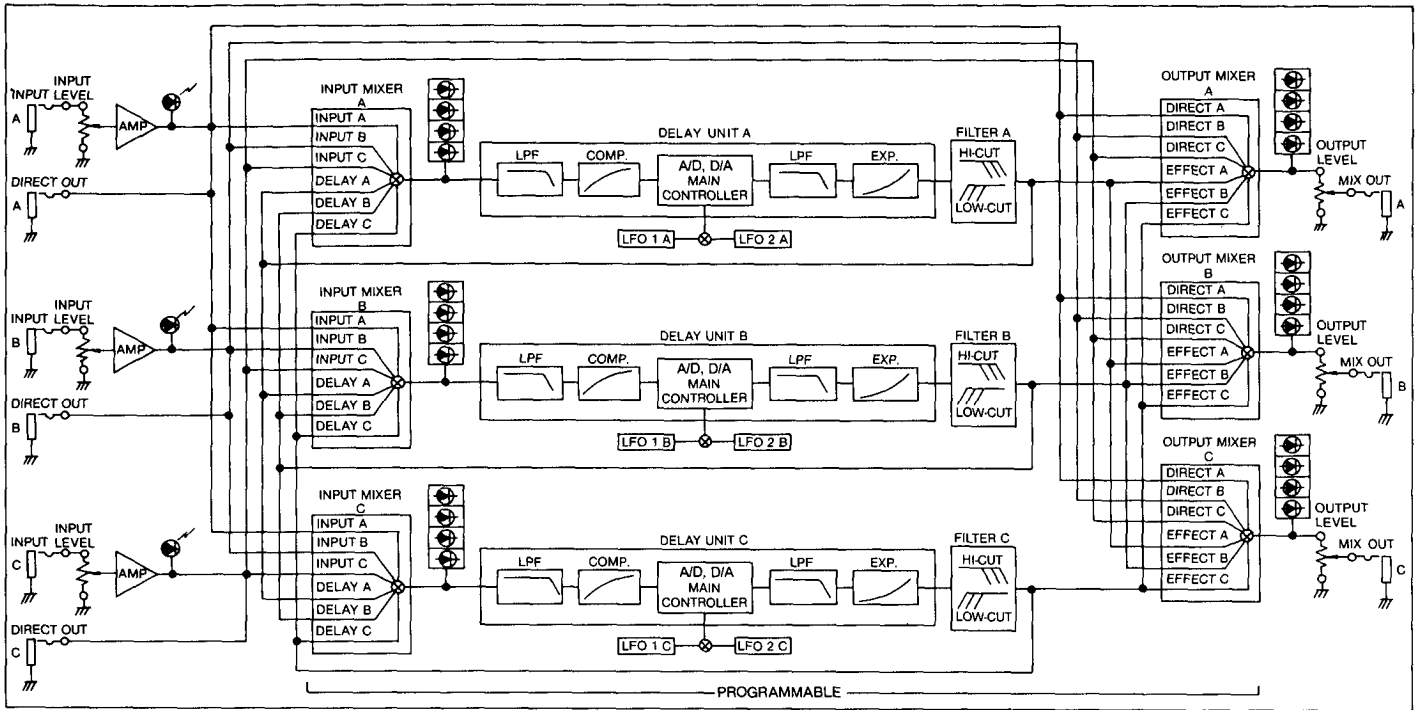 INPUT
INPUT LEVEL
A
AMP
DIRECT OUT
A
INPUT MIXER
A
INPUT A
INPUT B
INPUT C
DELAY A
DELAY B
DELAY C
DELAY UNIT A
LPF
COMP.
A/D, D/A
MAIN
CONTROLLER
LPF
EXP.
LFO 1 A
LFO 2 A
FILTER A
HI-CUT
LOW-CUT
OUTPUT MIXER
A
DIRECT A
DIRECT B
DIRECT C
EFFECT A
EFFECT B
EFFECT C
OUTPUT
LEVEL
MIX OUT
A
INPUT
INPUT LEVEL
B
AMP
DIRECT OUT
B
INPUT MIXER
B
INPUT A
INPUT B
INPUT C
DELAY A
DELAY B
DELAY C
DELAY UNIT B
LPF
COMP.
A/D, D/A
MAIN
CONTROLLER
LPF
EXP.
LFO 1 B
LFO 2 B
FILTER B
HI-CUT
LOW-CUT
OUTPUT MIXER
B
DIRECT A
DIRECT B
DIRECT C
EFFECT A
EFFECT B
EFFECT C
OUTPUT
LEVEL
MIX OUT
B
INPUT
INPUT LEVEL
C
AMP
DIRECT OUT
C
INPUT MIXER
C
INPUT A
INPUT B
INPUT C
DELAY A
DELAY B
DELAY C
DELAY UNIT C
LPF
COMP.
A/D, D/A
MAIN
CONTROLLER
LPF
EXP.
LFO 1 C
LFO 2 C
FILTER C
HI-CUT
LOW-CUT
OUTPUT MIXER
C
DIRECT A
DIRECT B
DIRECT C
EFFECT A
EFFECT B
EFFECT C
OUTPUT
LEVEL
MIX OUT
C
PROGRAMMABLE